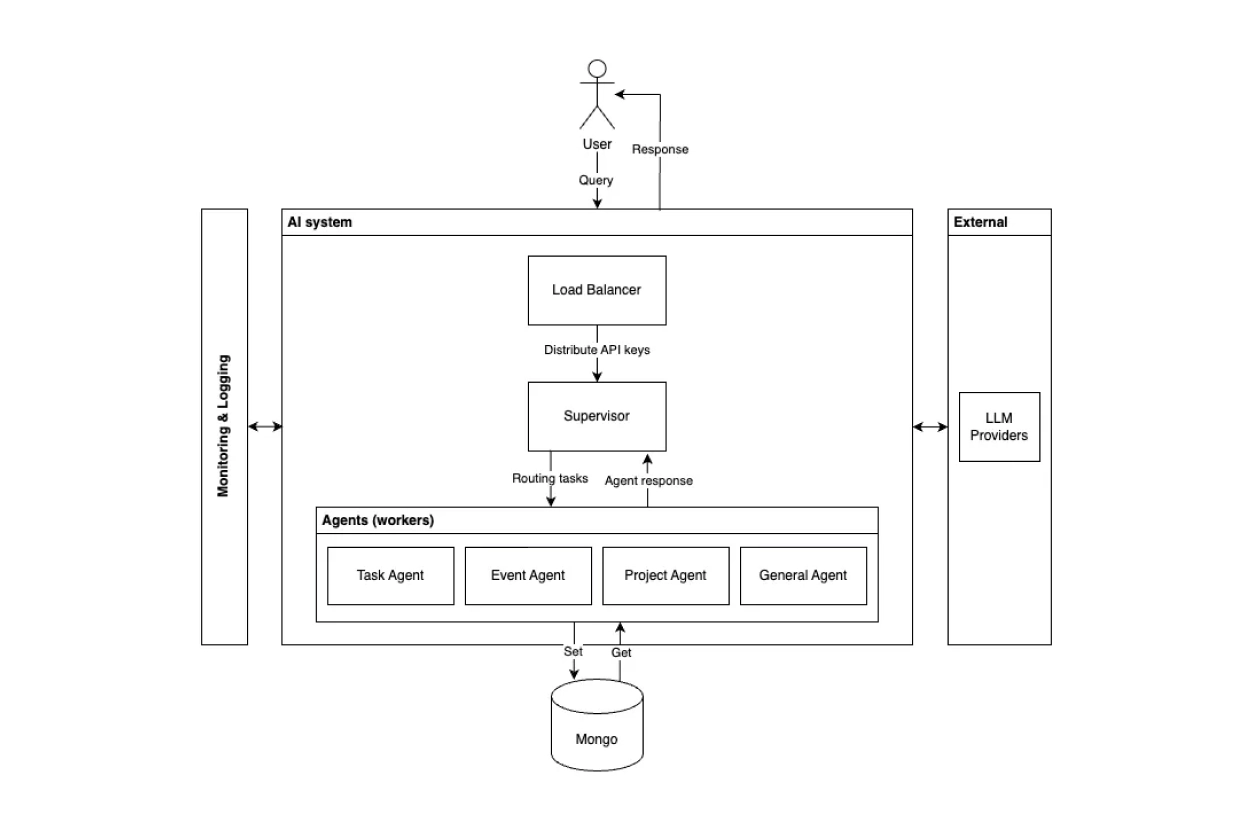 User
Response
Query
AI system
External
Load Balancer
Distribute API keys
Monitoring & Logging
Supervisor
LLM
Providers
Routing tasks
Agent response
Agents (workers)
Task Agent
Event Agent
Project Agent
General Agent
Set
Get
Mongo